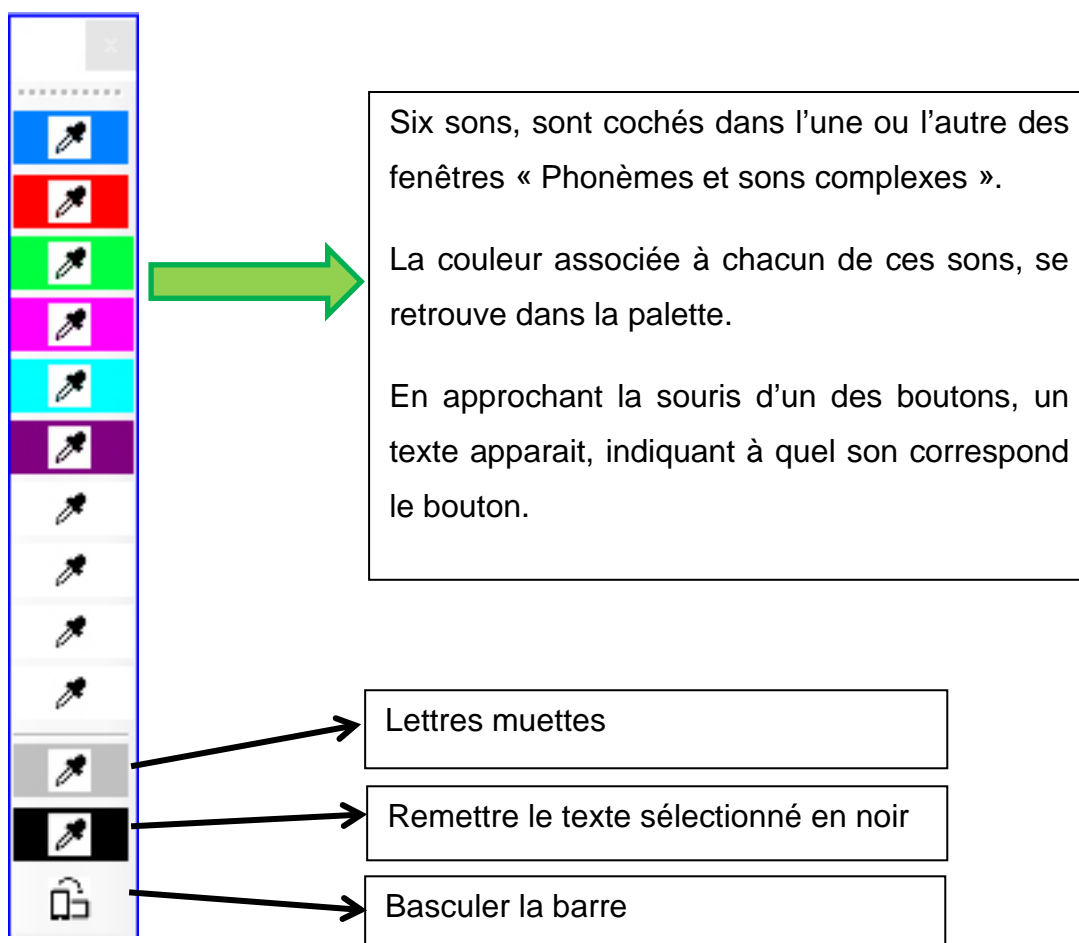 x
Six sons, sont cochés dans l’une ou l’autre des
fenêtres « Phonèmes et sons complexes ».
La couleur associée à chacun de ces sons, se
retrouve dans la palette.
En approchant la souris d’un des boutons, un
texte apparait, indiquant à quel son correspond
le bouton.
Lettres muettes
Remettre le texte sélectionné en noir
Basculer la barre